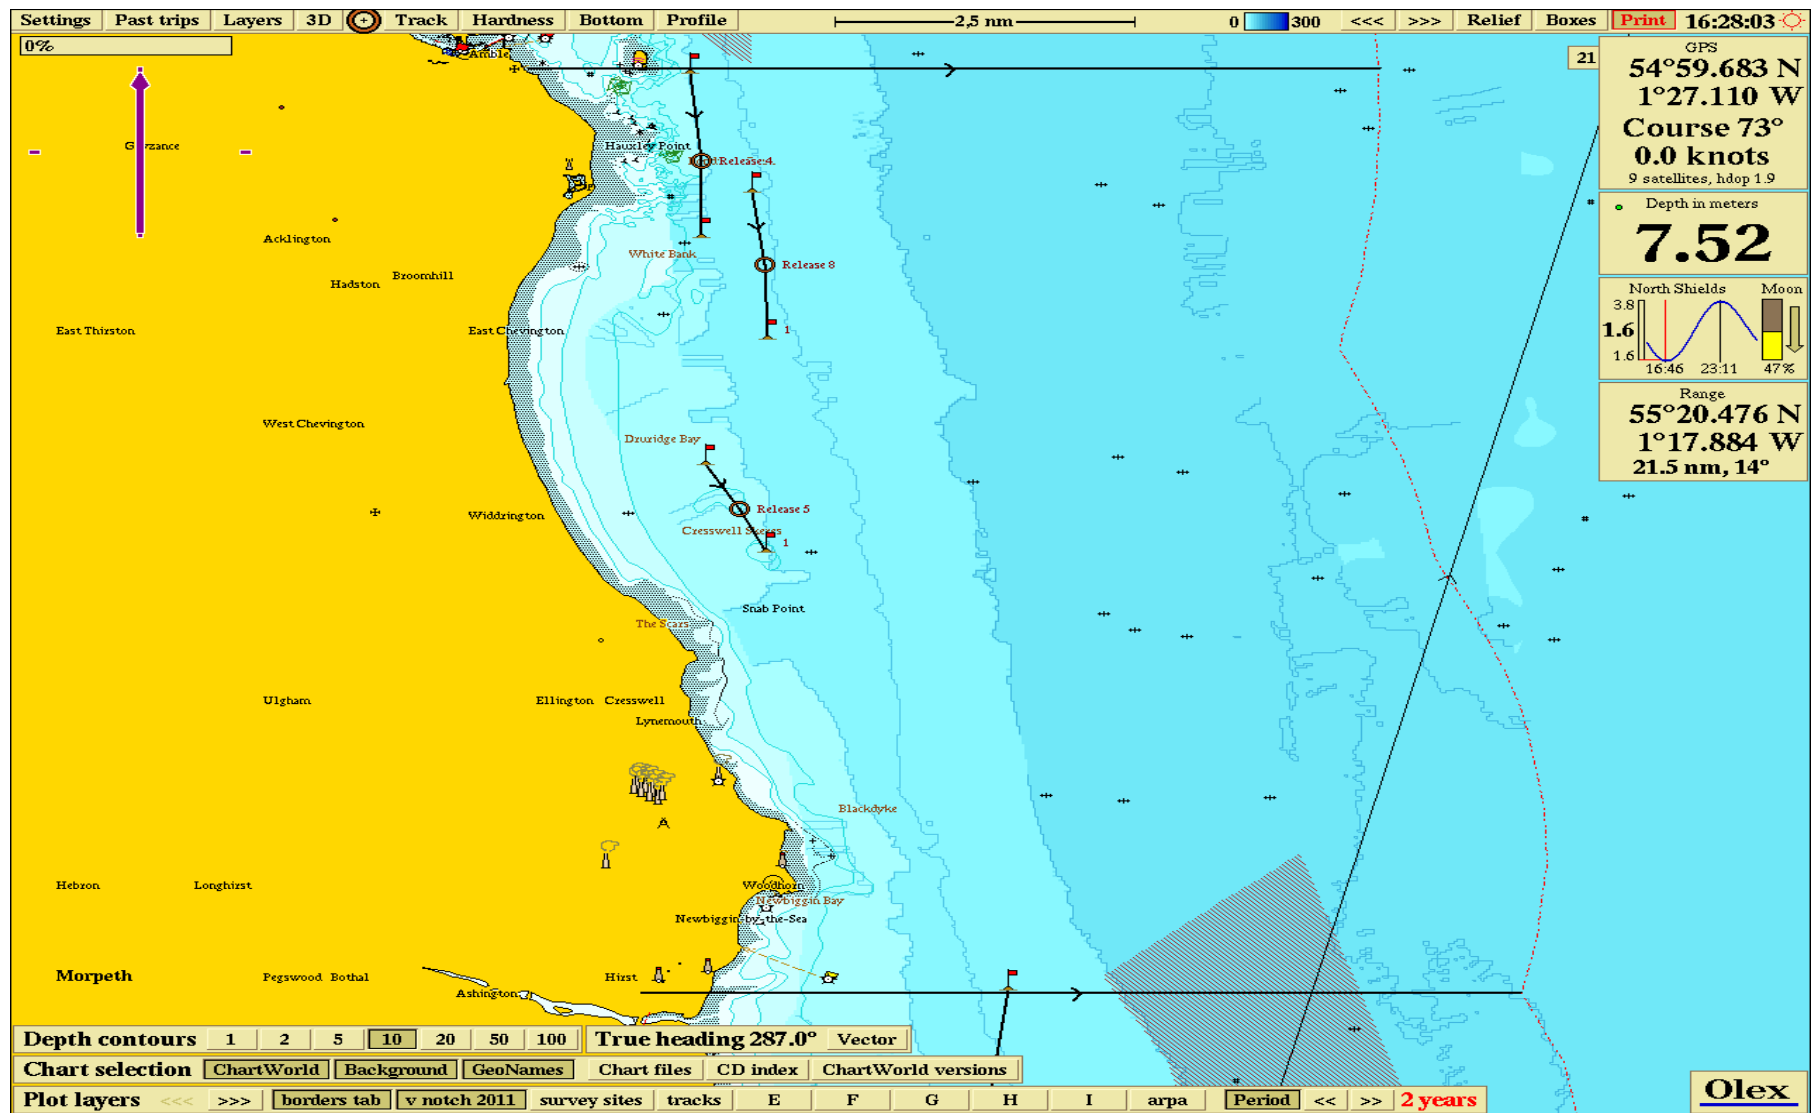 Settings Past trips Layers 3D Track Hardness Bottom Profile 2,5 nm 0 300 <<< >>> Relief Boxes Print 16:28:03
0%
21
GPS
54°59.683 N
1°27.110 W
Course 73°
0.0 knots
9 satellites, hdop 1.9
Depth in meters
7.52
North Shields Moon
3.8
1.6
1.6
16:46 23:11 47%
Range
55°20.476 N
1°17.884 W
21.5 nm, 14°
Amble
Hauxley Point
Release 4
Acklington
White Bank
Release 8
Broomhill
Hadston
East Thirston
East Chevington
1
West Chevington
Druridge Bay
Release 5
Widdrington
Cresswell Skeres
1
Snab Point
The Scars
Ulgham
Ellington Cresswell
Lynemouth
Blackdyke
Hebron
Longhirst
Woodhorn
Newbiggin Bay
Newbiggin-by-the-Sea
Morpeth
Pegswood Bothal
Hirst
Ashington
Depth contours 1 2 5 10 20 50 100 True heading 287.0° Vector
Chart selection ChartWorld Background GeoNames Chart files CD index ChartWorld versions
Plot layers <<< >>> borders tab v notch 2011 survey sites tracks E F G H I arpa Period << >> 2 years
Olex